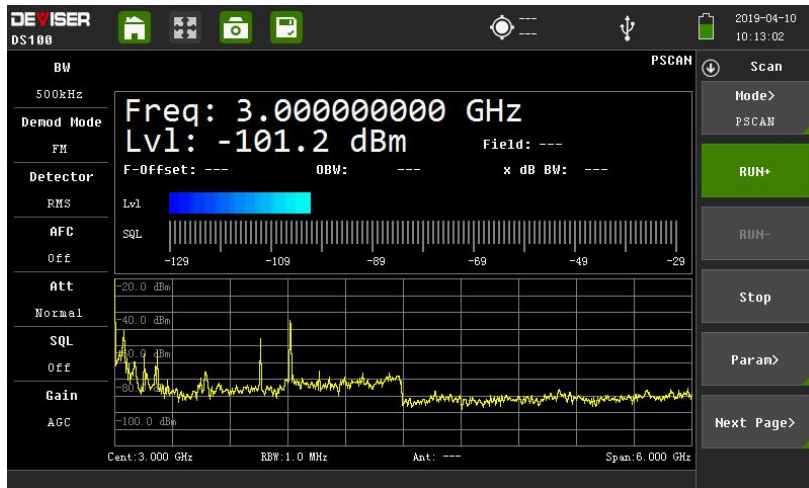 DEVISER
DS100
---
---
2019-04-10
10:13:02
BW
500kHz
Demod Mode
FM
Detector
RMS
AFC
Off
Att
Normal
SQL
Off
Gain
AGC
PSCAN
Freq: 3.000000000 GHz
Lvl: -101.2 dBm
Field: ---
F-Offset: --- OBW: --- x dB BW: ---
Lvl
SQL
-129 -109 -89 -69 -49 -29
-20.0 dBm
-40.0 dBm
-60.0 dBm
-80.0
-100.0 dBm
Cent:3.000 GHz RBW:1.0 MHz Ant: --- Span:6.000 GHz
Scan
Mode>
PSCAN
RUN+
RUN-
Stop
Param>
Next Page>